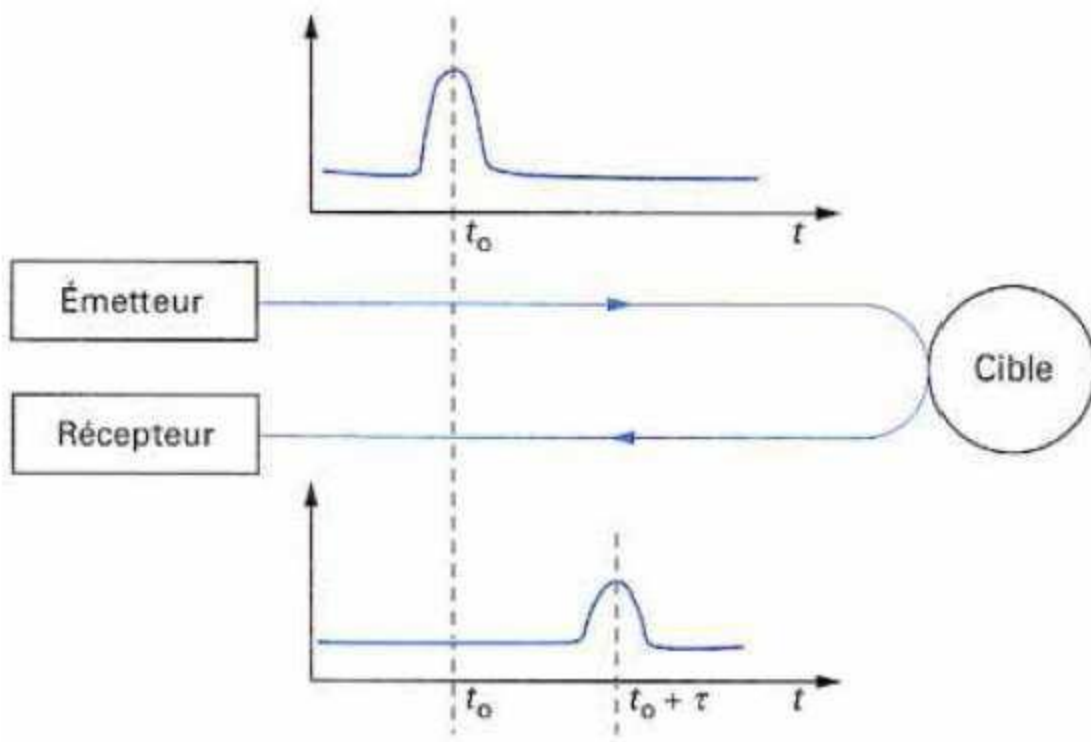 t₀
t
Émetteur
Cible
Récepteur
t₀
t₀ + τ
t